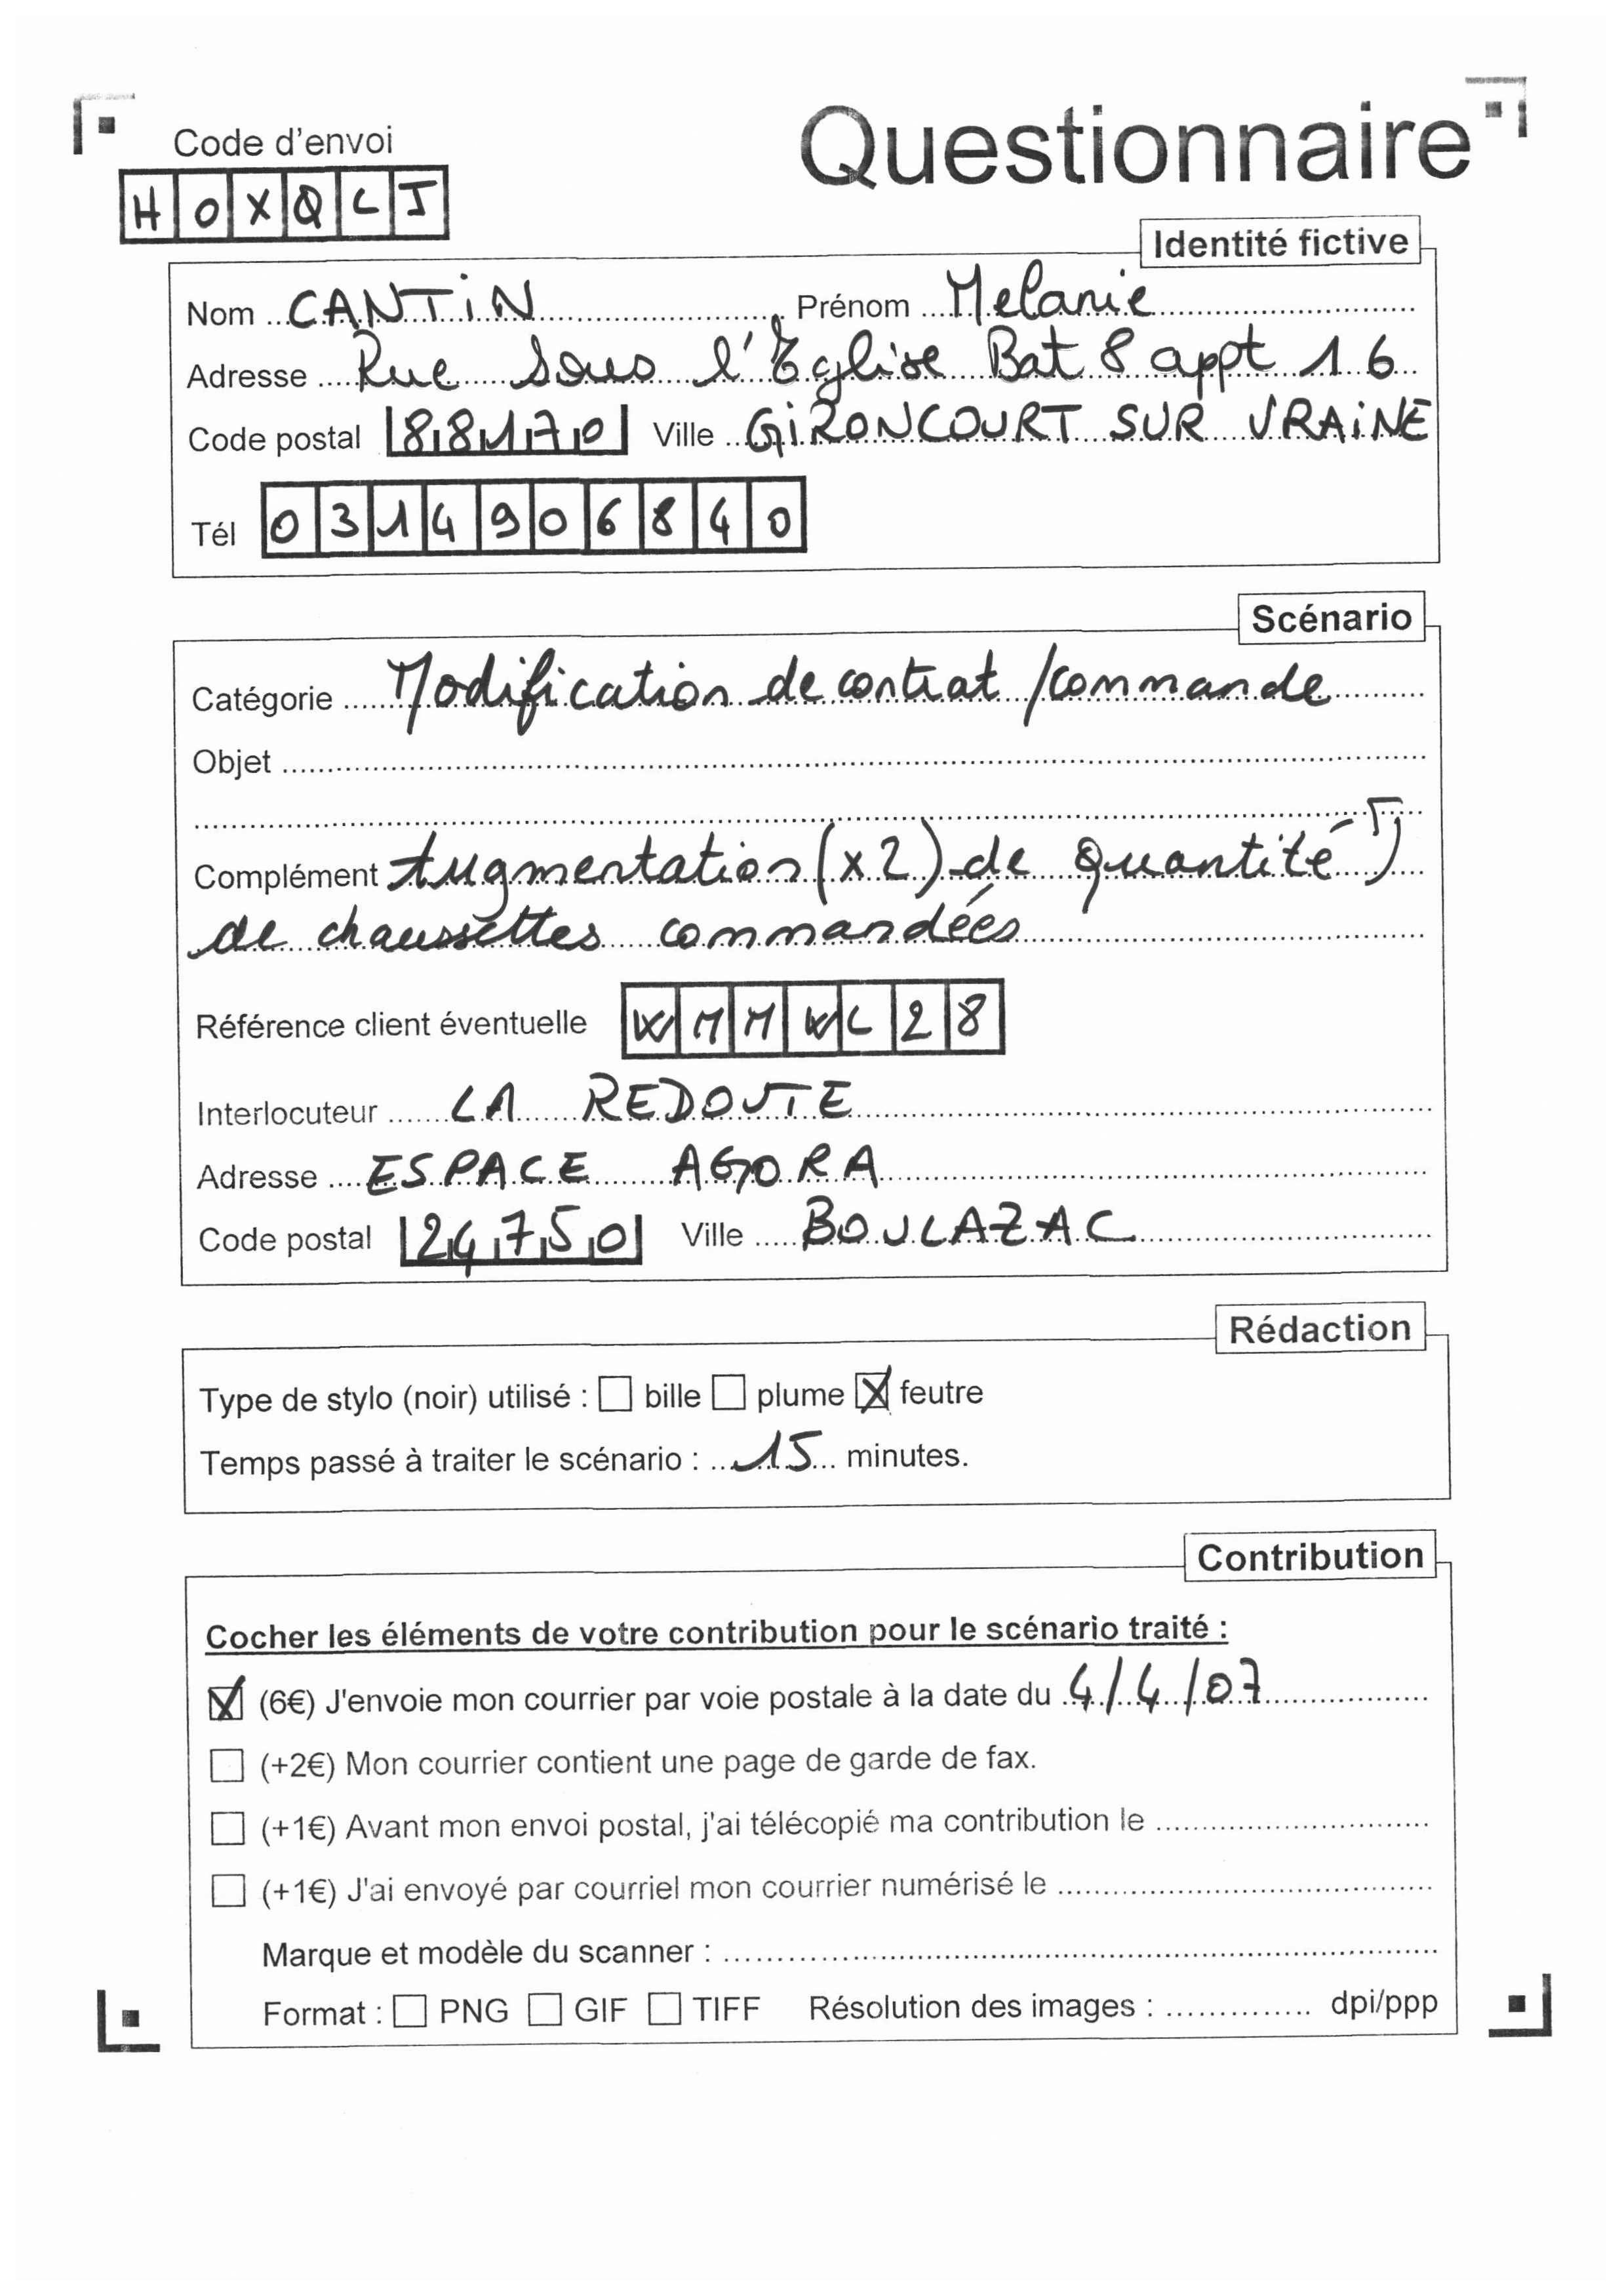 Code d'envoi
Questionnaire
HOXQLJ
Identité fictive
Nom CANTIN Prénom Melanie
Adresse Rue Sous l'Eglise Bat 8 appt 16
Code postal 88170 Ville GIRONCOURT SUR VRAINE
Tél 0314906840
Scénario
Catégorie Modification de contrat /commande
Objet
Complément Augmentation (x2) de quantité
de chaussettes commandées
Référence client éventuelle WMMWL28
Interlocuteur LA REDOUTE
Adresse ESPACE AGORA
Code postal 24750 Ville BOULAZAC
Rédaction
Type de stylo (noir) utilisé : bille plume feutre
Temps passé à traiter le scénario : 15 minutes.
Contribution
Cocher les éléments de votre contribution pour le scénario traité :
(6€) J'envoie mon courrier par voie postale à la date du 4/4/07
(+2€) Mon courrier contient une page de garde de fax.
(+1€) Avant mon envoi postal, j'ai télécopié ma contribution le
(+1€) J'ai envoyé par courriel mon courrier numérisé le
Marque et modèle du scanner :
Format : PNG GIF TIFF Résolution des images : dpi/ppp